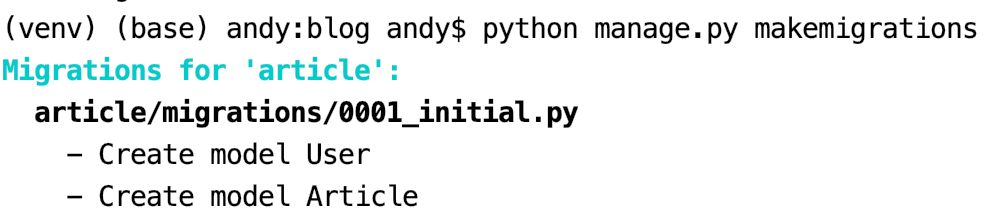 (venv) (base) andy:blog andy$ python manage.py makemigrations
Migrations for 'article':
article/migrations/0001_initial.py
- Create model User
- Create model Article